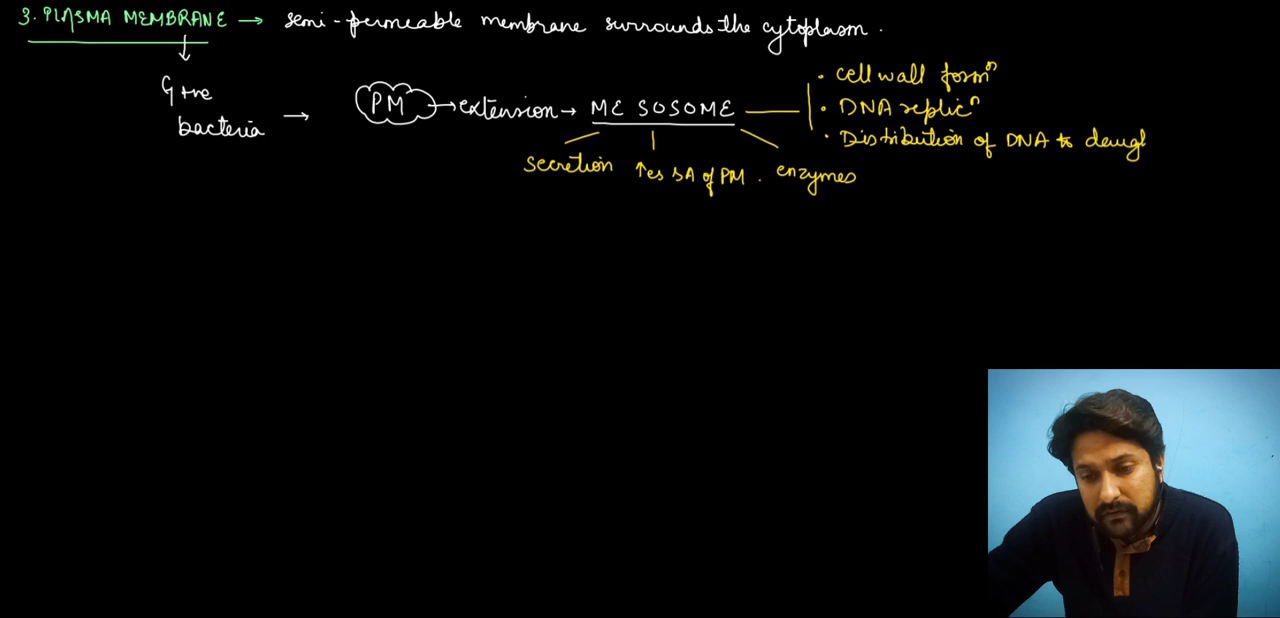 3. PLASMA MEMBRANE → semi-permeable membrane surrounds the cytoplasm.
G +ve bacteria → PM → extension → MESOSOME
• cell wall formⁿ
• DNA replicⁿ
• Distribution of DNA to daugh
secretion ↑es SA of PM. enzymes